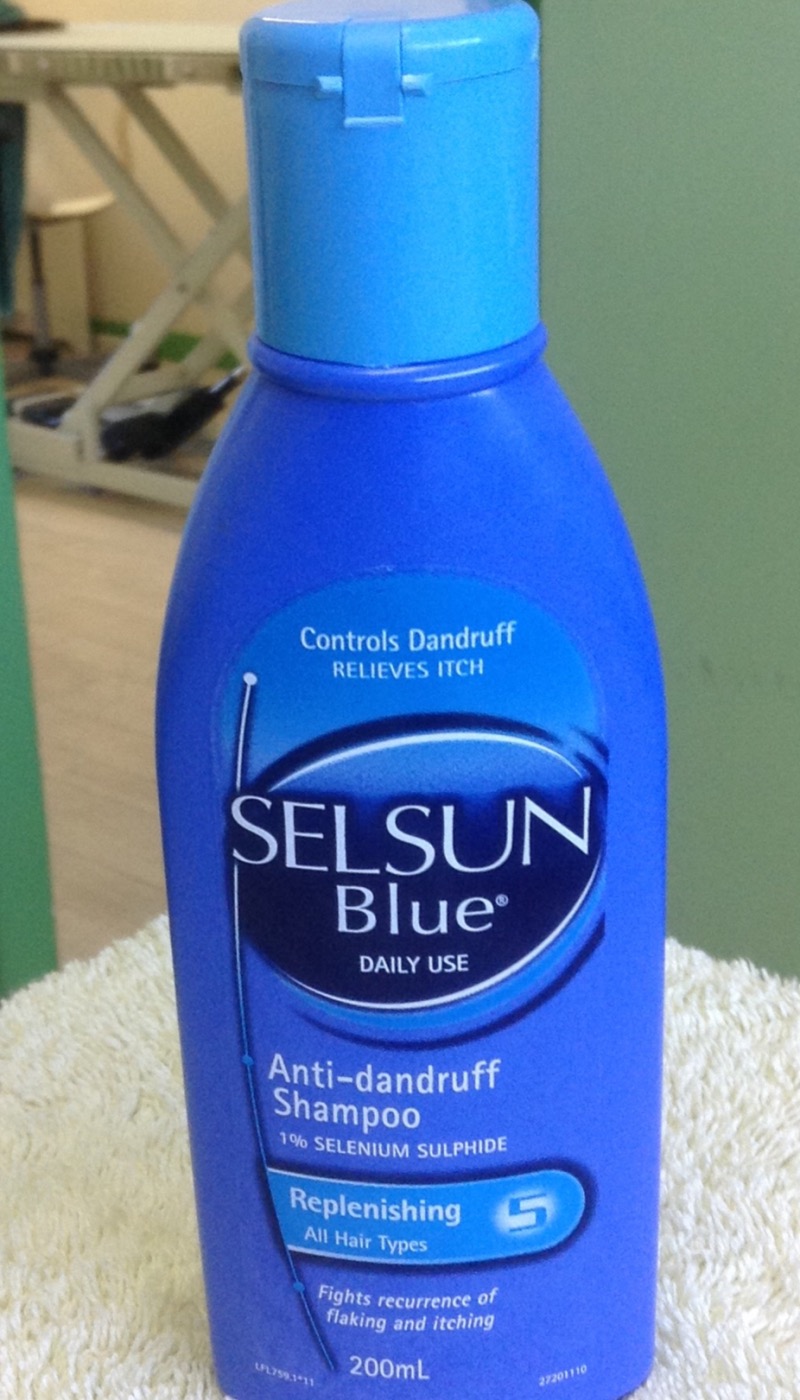 Controls Dandruff
RELIEVES ITCH
SELSUN
Blue®
DAILY USE
Anti-dandruff
Shampoo
1% SELENIUM SULPHIDE
Replenishing 5
All Hair Types
Fights recurrence of
flaking and itching
200mL
27201110